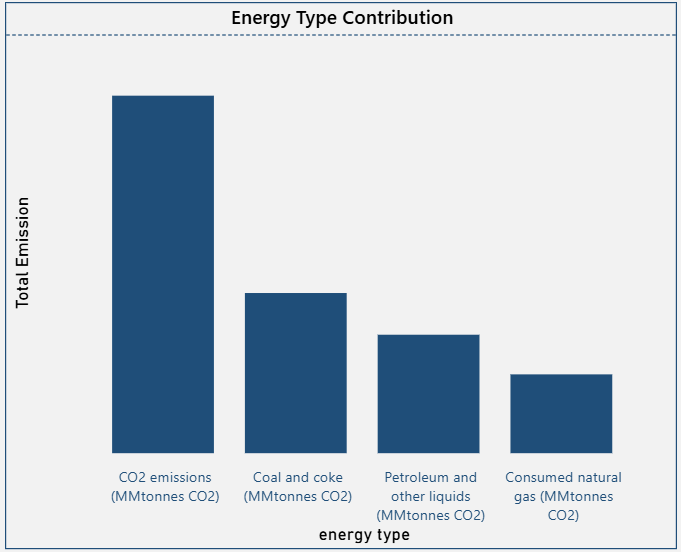 Energy Type Contribution
Total Emission
CO2 emissions
(MMtonnes CO2)
Coal and coke
(MMtonnes CO2)
Petroleum and
other liquids
(MMtonnes CO2)
Consumed natural
gas (MMtonnes
CO2)
energy type